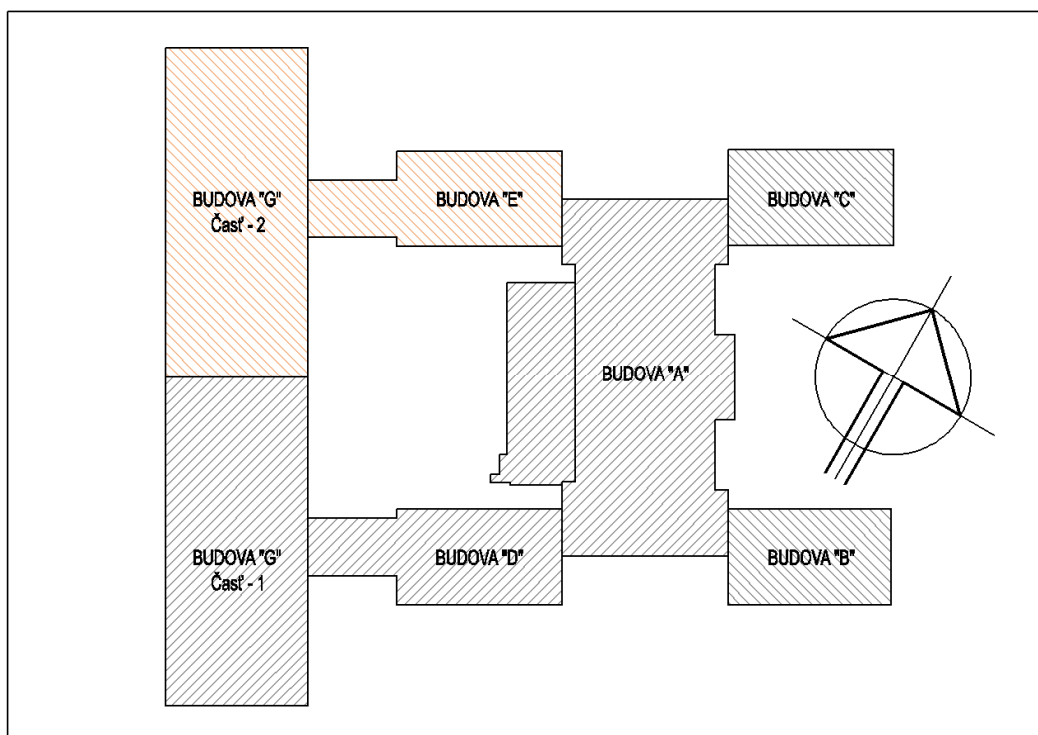 BUDOVA "G"
Časť - 2
BUDOVA "E"
BUDOVA "C"
BUDOVA "A"
BUDOVA "G"
Časť - 1
BUDOVA "D"
BUDOVA "B"